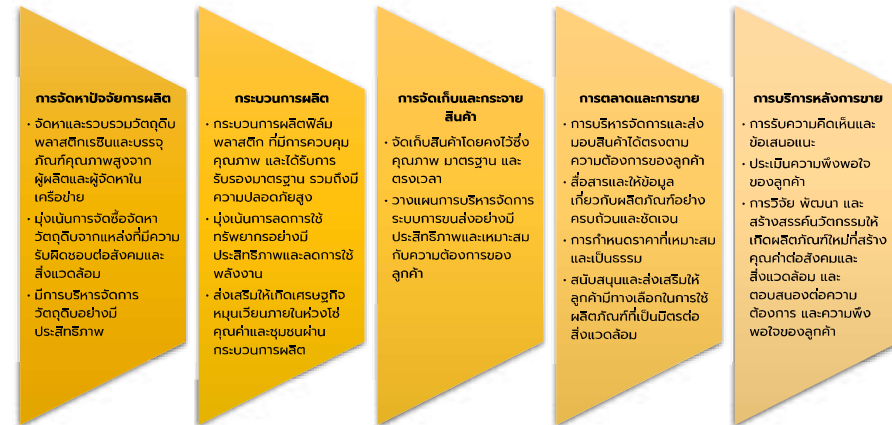 การจัดหาปัจจัยการผลิต
• จัดหาและรวบรวมวัตถุดิบ
พลาสติกเรซินและบรรจุ
ภัณฑ์คุณภาพสูงจาก
ผู้ผลิตและผู้จัดหาใน
เครือข่าย
• มุ่งเน้นการจัดซื้อจัดหา
วัตถุดิบจากแหล่งที่มีความ
รับผิดชอบต่อสังคมและ
สิ่งแวดล้อม
• มีการบริหารจัดการ
วัตถุดิบอย่างมี
ประสิทธิภาพ
กระบวนการผลิต
• กระบวนการผลิตฟิล์ม
พลาสติก ที่มีการควบคุม
คุณภาพ และได้รับการ
รับรองมาตรฐาน รวมถึงมี
ความปลอดภัยสูง
• มุ่งเน้นการลดการใช้
ทรัพยากรอย่างมี
ประสิทธิภาพและลดการใช้
พลังงาน
• ส่งเสริมให้เกิดเศรษฐกิจ
หมุนเวียนภายในห่วงโซ่
คุณค่าและชุมชนผ่าน
กระบวนการผลิต
การจัดเก็บและกระจาย
สินค้า
• จัดเก็บสินค้าโดยคงไว้ซึ่ง
คุณภาพ มาตรฐาน และ
ตรงเวลา
• วางแผนการบริหารจัดการ
ระบบการขนส่งอย่างมี
ประสิทธิภาพและเหมาะสม
กับความต้องการของ
ลูกค้า
การตลาดและการขาย
• การบริหารจัดการและส่ง
มอบสินค้าได้ตรงตาม
ความต้องการของลูกค้า
• สื่อสารและให้ข้อมูล
เกี่ยวกับผลิตภัณฑ์อย่าง
ครบถ้วนและชัดเจน
• การกำหนดราคาที่เหมาะสม
และเป็นธรรม
• สนับสนุนและส่งเสริมให้
ลูกค้ามีทางเลือกในการใช้
ผลิตภัณฑ์ที่เป็นมิตรต่อ
สิ่งแวดล้อม
การบริการหลังการขาย
• การรับความคิดเห็นและ
ข้อเสนอแนะ
• ประเมินความพึงพอใจ
ของลูกค้า
• การวิจัย พัฒนา และ
สร้างสรรค์นวัตกรรมให้
เกิดผลิตภัณฑ์ใหม่ที่สร้าง
คุณค่าต่อสังคมและ
สิ่งแวดล้อม และ
ตอบสนองต่อความ
ต้องการ และความพึง
พอใจของลูกค้า